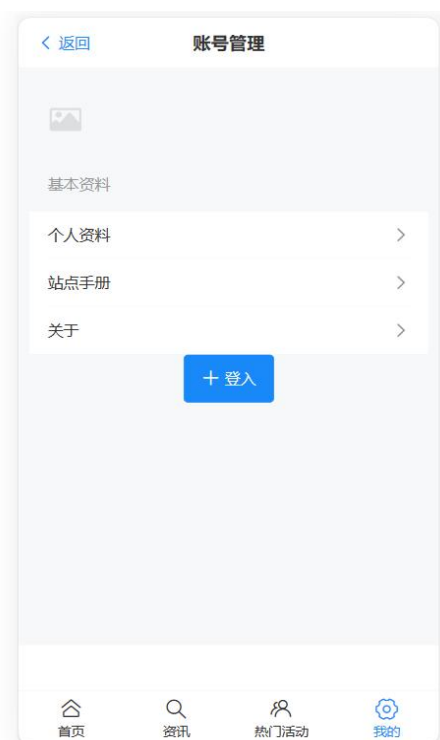 返回
账号管理
基本资料
个人资料
站点手册
关于
登入
首页
资讯
热门活动
我的